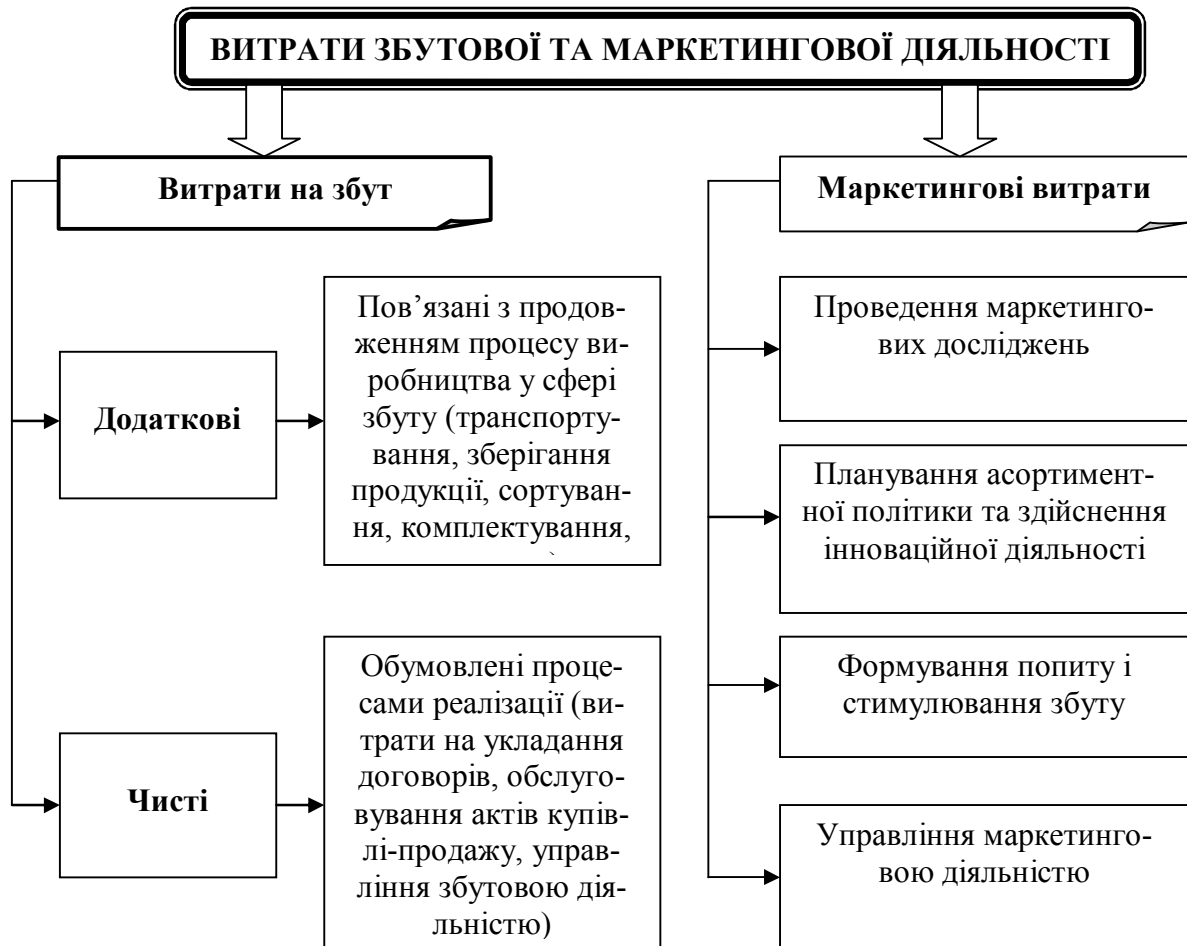 ВИТРАТИ ЗБУТОВОЇ ТА МАРКЕТИНГОВОЇ ДІЯЛЬНОСТІ
Витрати на збут
Додаткові
Пов’язані з продов-
женням процесу ви-
робництва у сфері
збуту (транспорту-
вання, зберігання
продукції, сортуван-
ня, комплектування,
Чисті
Обумовлені проце-
сами реалізації (ви-
трати на укладання
договорів, обслуго-
вування актів купів-
лі-продажу, управ-
ління збутовою дія-
льністю)
Маркетингові витрати
Проведення маркетинго-
вих досліджень
Планування асортимент-
ної політики та здійснення
інноваційної діяльності
Формування попиту і
стимулювання збуту
Управління маркетинго-
вою діяльністю